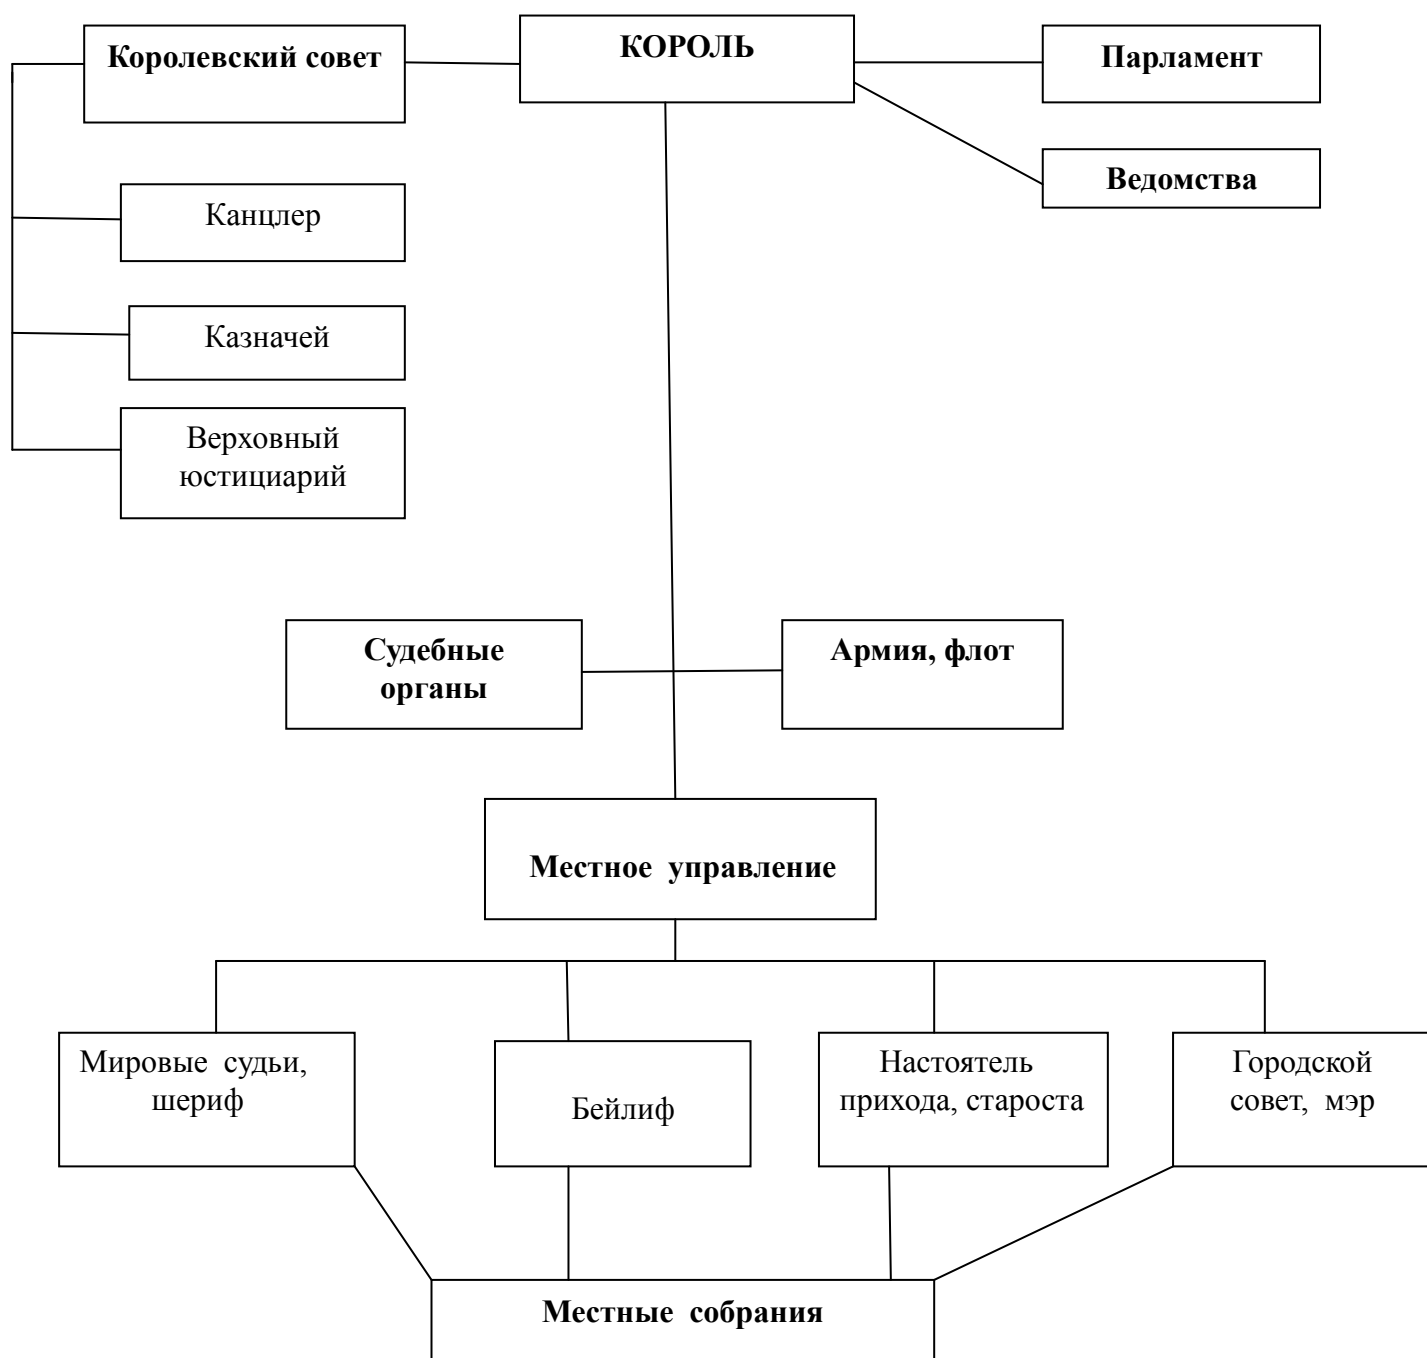 Королевский совет
КОРОЛЬ
Парламент
Ведомства
Канцлер
Казначей
Верховный
юстициарий
Судебные
органы
Армия, флот
Местное управление
Мировые судьи,
шериф
Бейлиф
Настоятель
прихода, староста
Городской
совет, мэр
Местные собрания